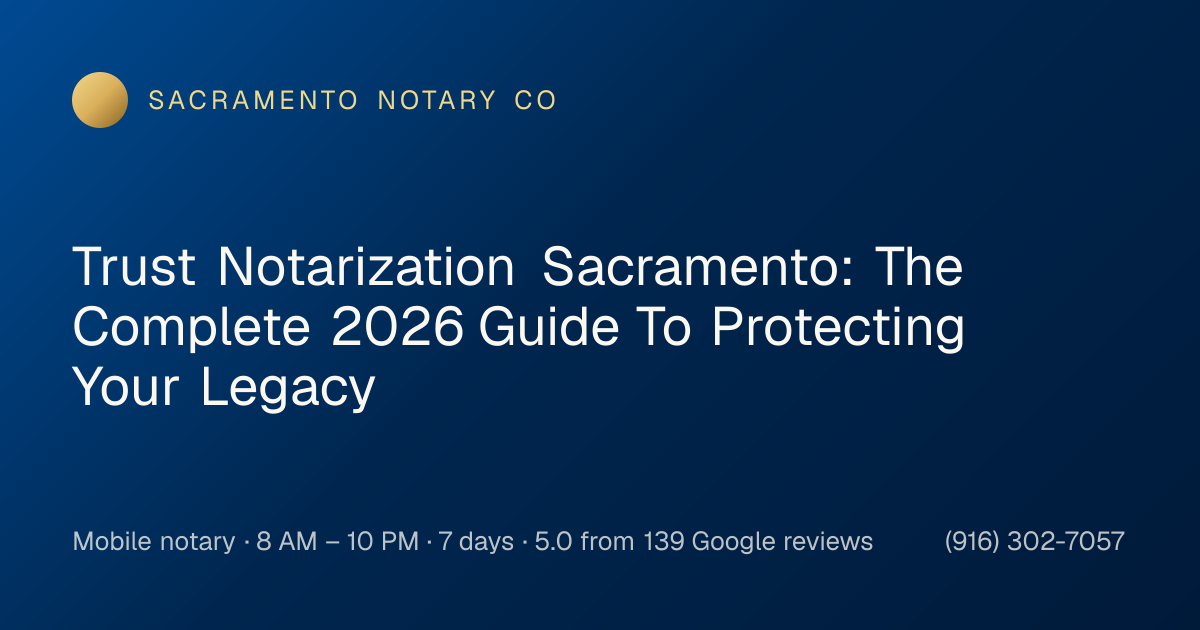 SACRAMENTO NOTARY CO
Trust Notarization Sacramento: The
Complete 2026 Guide To Protecting
Your Legacy
Mobile notary · 8 AM – 10 PM · 7 days · 5.0 from 139 Google reviews
(916) 302-7057